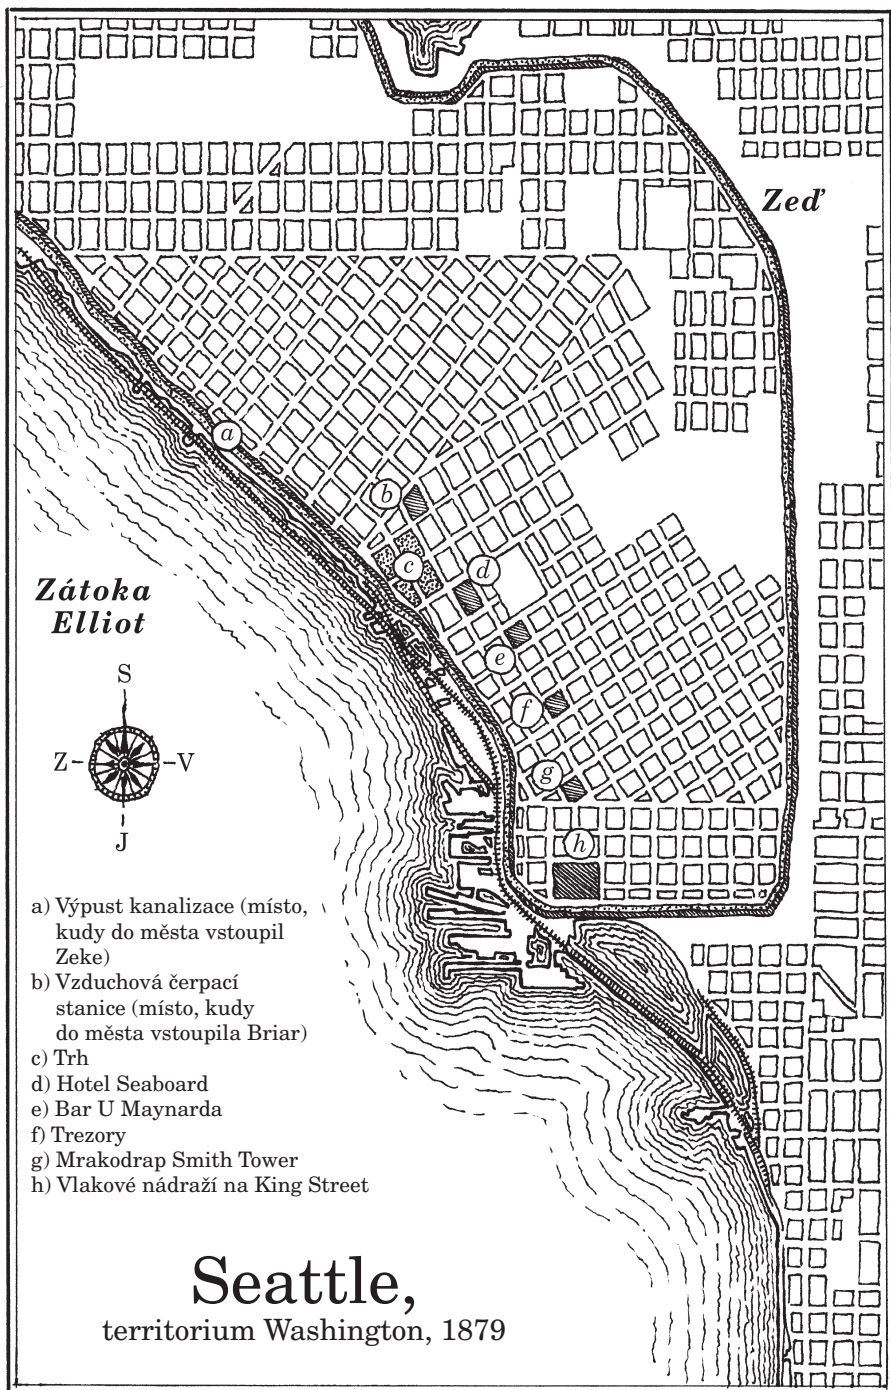 Zeď
a
b
c
d
Zátoka
Elliot
e
S
f
Z V
g
J
h
a) Výpust kanalizace (místo,
kudy do města vstoupil
Zeke)
b) Vzduchová čerpací
stanice (místo, kudy
do města vstoupila Briar)
c) Trh
d) Hotel Seaboard
e) Bar U Maynarda
f) Trezory
g) Mrakodrap Smith Tower
h) Vlakové nádraží na King Street
Seattle,
territorium Washington, 1879